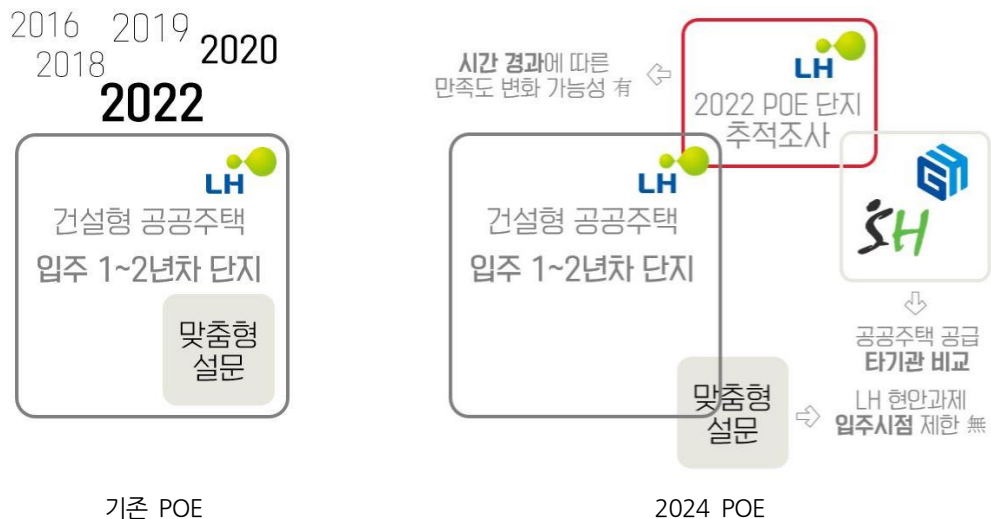 2016 2019
2018 2020
2022
LH
건설형 공공주택
입주 1~2년차 단지
맞춤형
설문
기존 POE
시간 경과에 따른
만족도 변화 가능성 有
LH
2022 POE 단지
추적조사
LH
건설형 공공주택
입주 1~2년차 단지
GH
SH
공공주택 공급
타기관 비교
맞춤형
설문
LH 현안과제
입주시점 제한 無
2024 POE